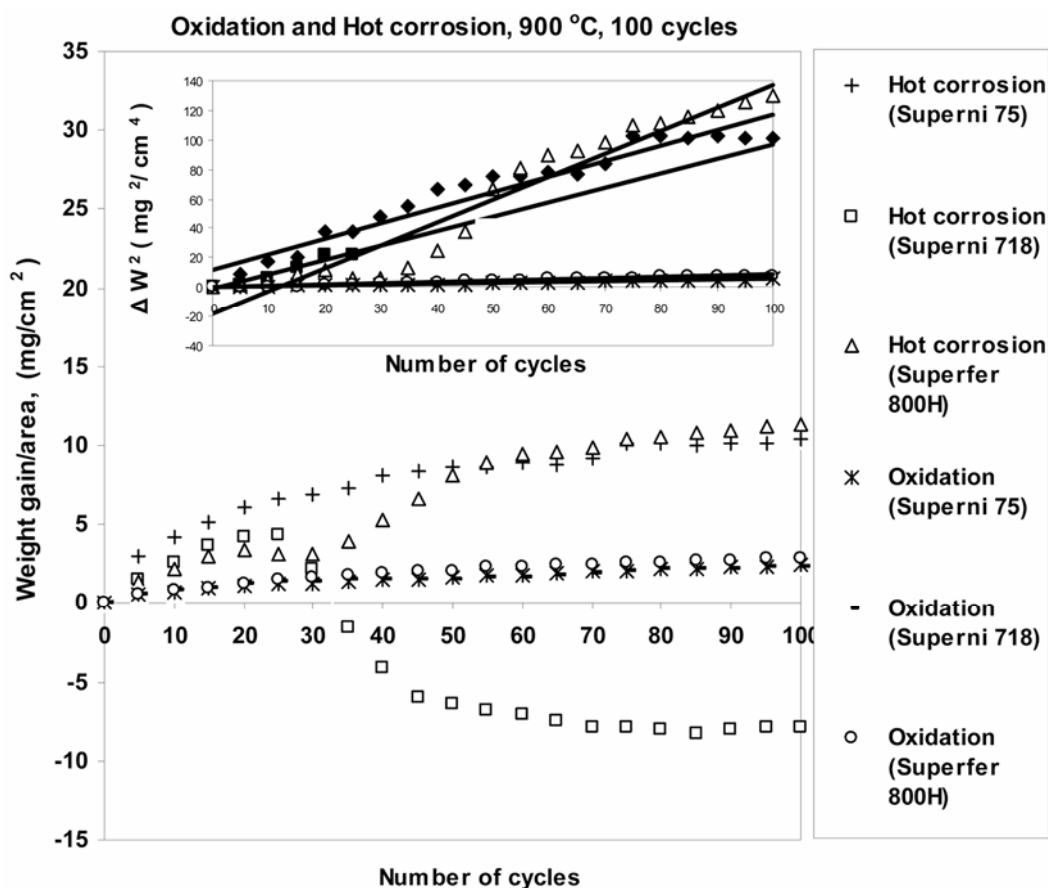 Oxidation and Hot corrosion, 900 °C, 100 cycles
35
30
25
20
15
10
5
0
-5
-10
-15
Weight gain/area, (mg/cm²)
0 10 20 30 40 50 60 70 80 90 100
Number of cycles
140
120
100
80
60
40
20
0
-20
-40
Δ W² ( mg ²/ cm ⁴)
0 10 20 30 40 50 60 70 80 90 100
Number of cycles
Hot corrosion
(Superni 75)
Hot corrosion
(Superni 718)
Hot corrosion
(Superfer
800H)
Oxidation
(Superni 75)
Oxidation
(Superni 718)
Oxidation
(Superfer
800H)